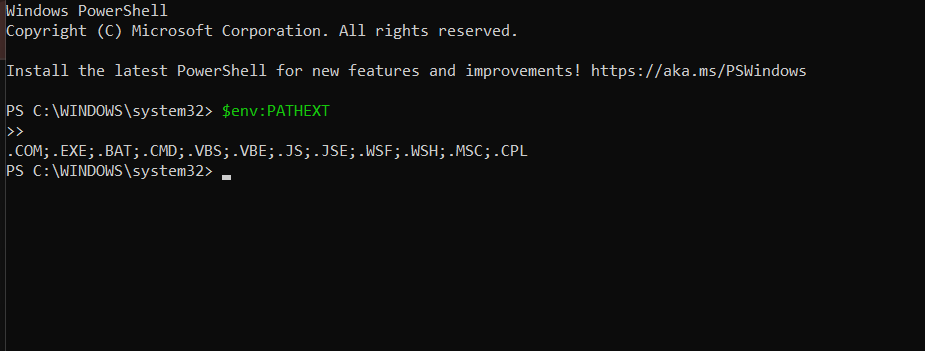 Windows PowerShell
Copyright (C) Microsoft Corporation. All rights reserved.
Install the latest PowerShell for new features and improvements! https://aka.ms/PSWindows
PS C:\WINDOWS\system32> $env:PATHEXT
>>
.COM;.EXE;.BAT;.CMD;.VBS;.VBE;.JS;.JSE;.WSF;.WSH;.MSC;.CPL
PS C:\WINDOWS\system32>